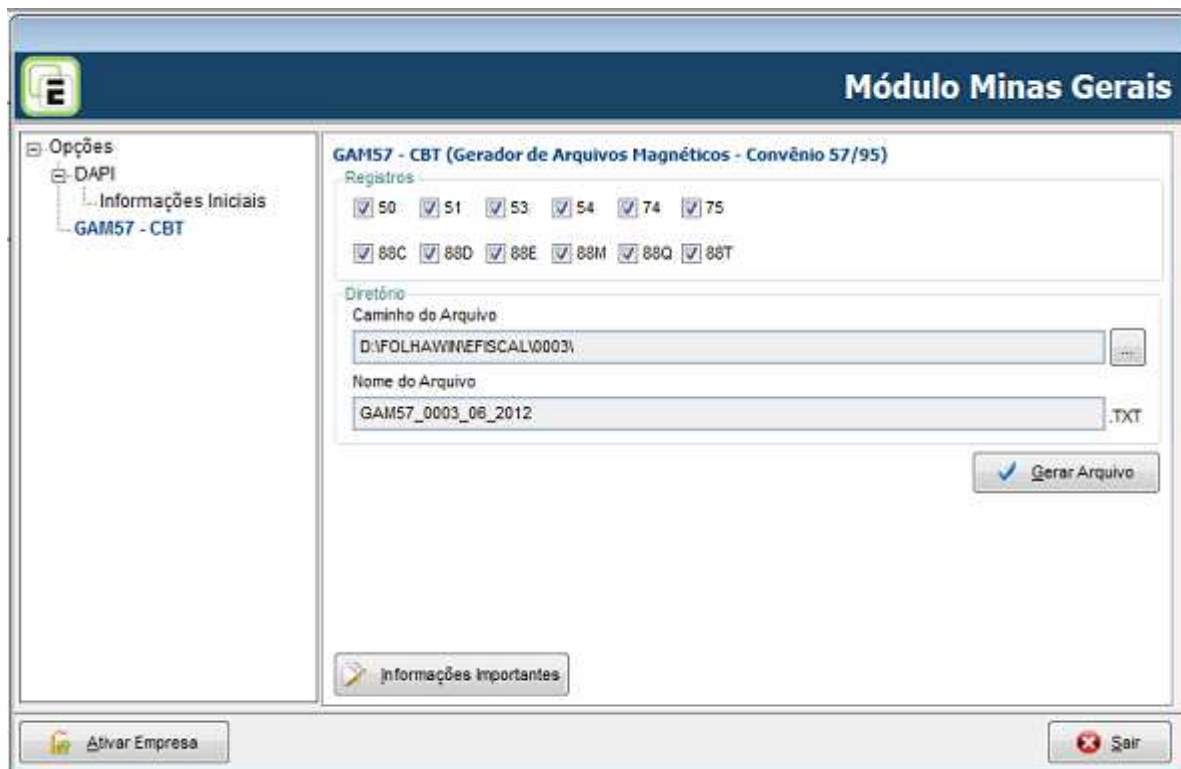 Módulo Minas Gerais
Opções
DAPI
Informações Iniciais
GAM57 - CBT
GAM57 - CBT (Gerador de Arquivos Magnéticos - Convênio 57/95)
Registros
50 51 53 54 74 75
88C 88D 88E 88M 88Q 88T
Diretório
Caminho do Arquivo
D:\FOLHAWIN\EFISCAL\0003\
...
Nome do Arquivo
GAM57_0003_06_2012
.TXT
Gerar Arquivo
Informações Importantes
Ativar Empresa
Sair